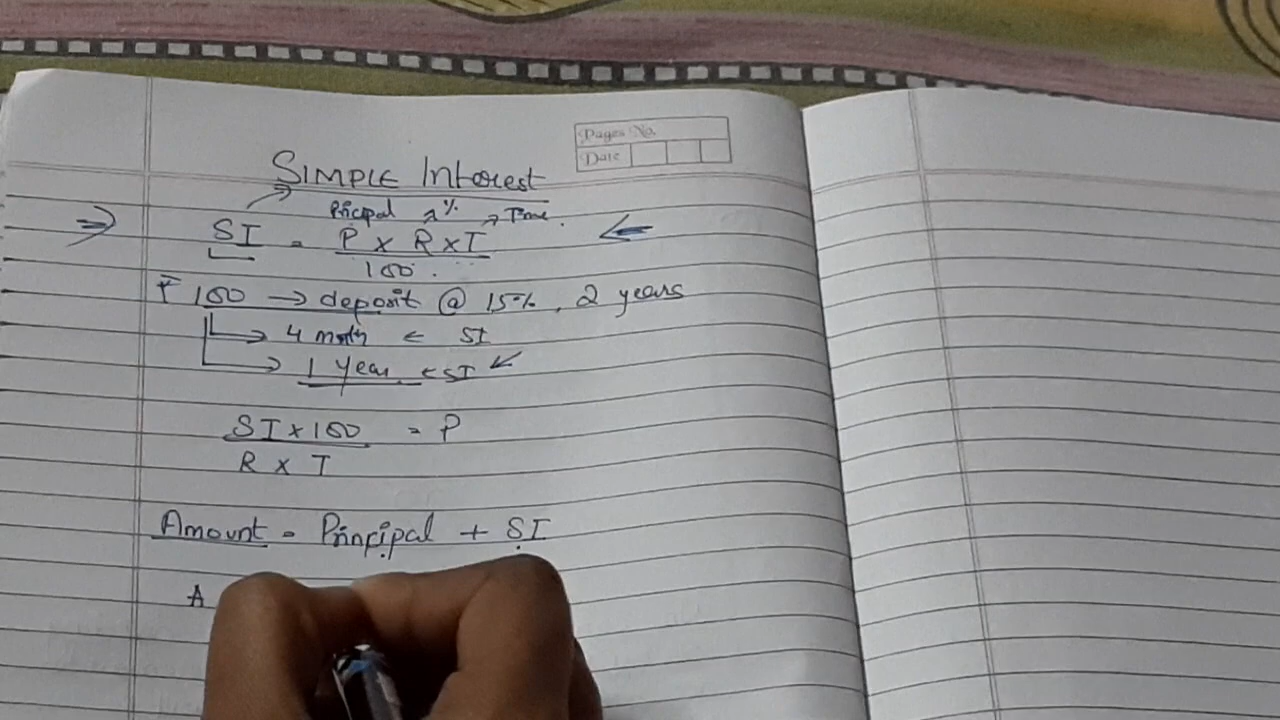 Pages No.
Date
SIMPLE Interest
Pricipal % Time.
SI = P x R x T
100.
₹ 100 → deposit @ 15%, 2 years
4 month ← SI
1 Year ← SI
SI x 100 = P
R x T
Amount = Principal + SI
A